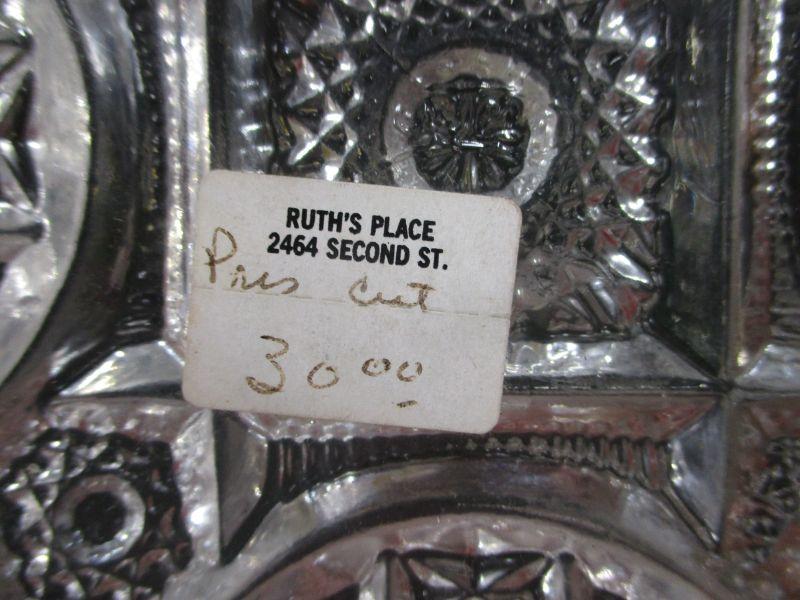 RUTH'S PLACE
2464 SECOND ST.
Pres cut
30 00